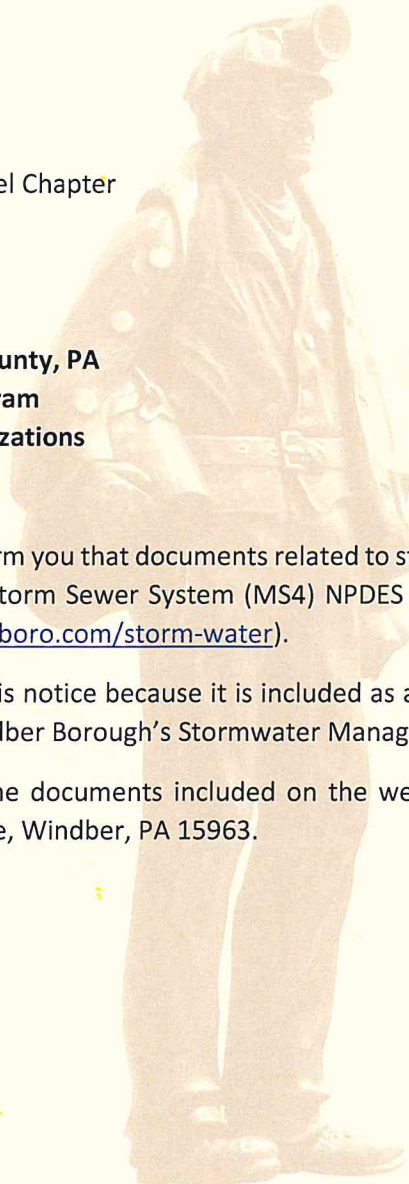 el Chapter
unty, PA
ram
zations
rm you that documents related to st
torm Sewer System (MS4) NPDES
boro.com/storm-water).
is notice because it is included as a
lber Borough's Stormwater Manag
he documents included on the we
e, Windber, PA 15963.